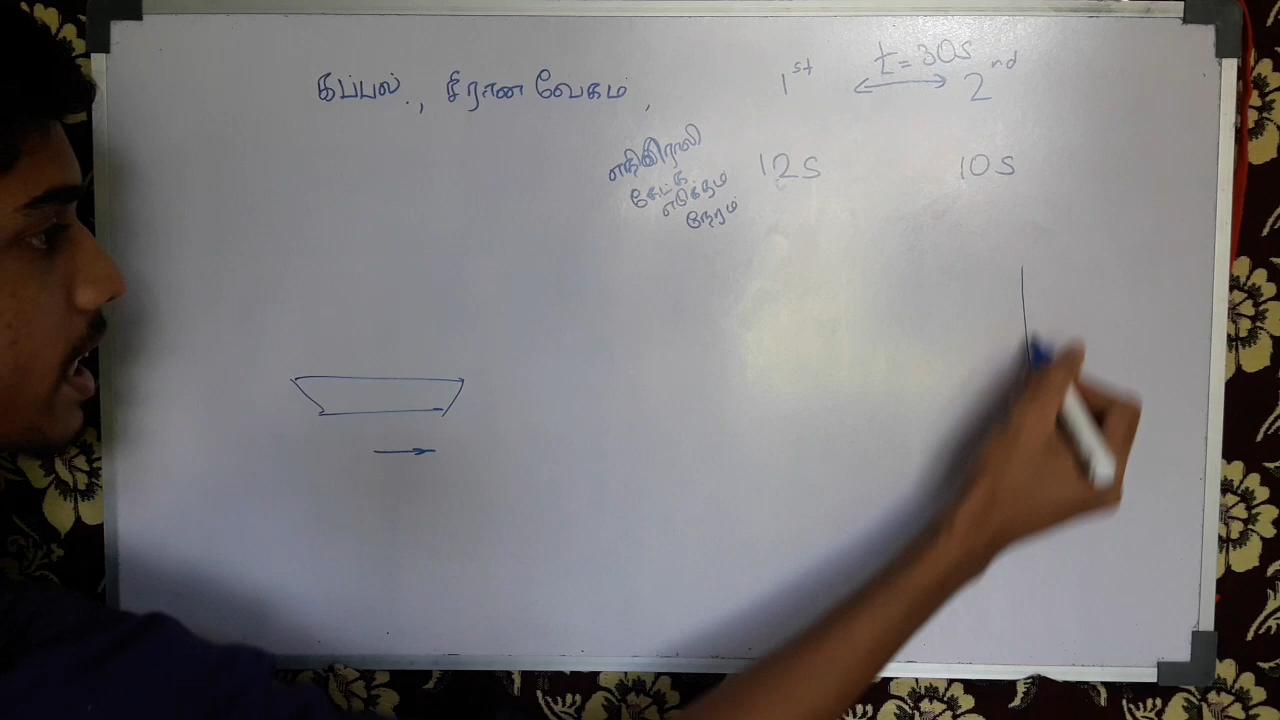 t=30s
கப்பல்., சீரான வேகம், 1st ↔ 2nd
எதிரொலி 12s 10s
கேட்க
எடுக்கும்
நேரம்